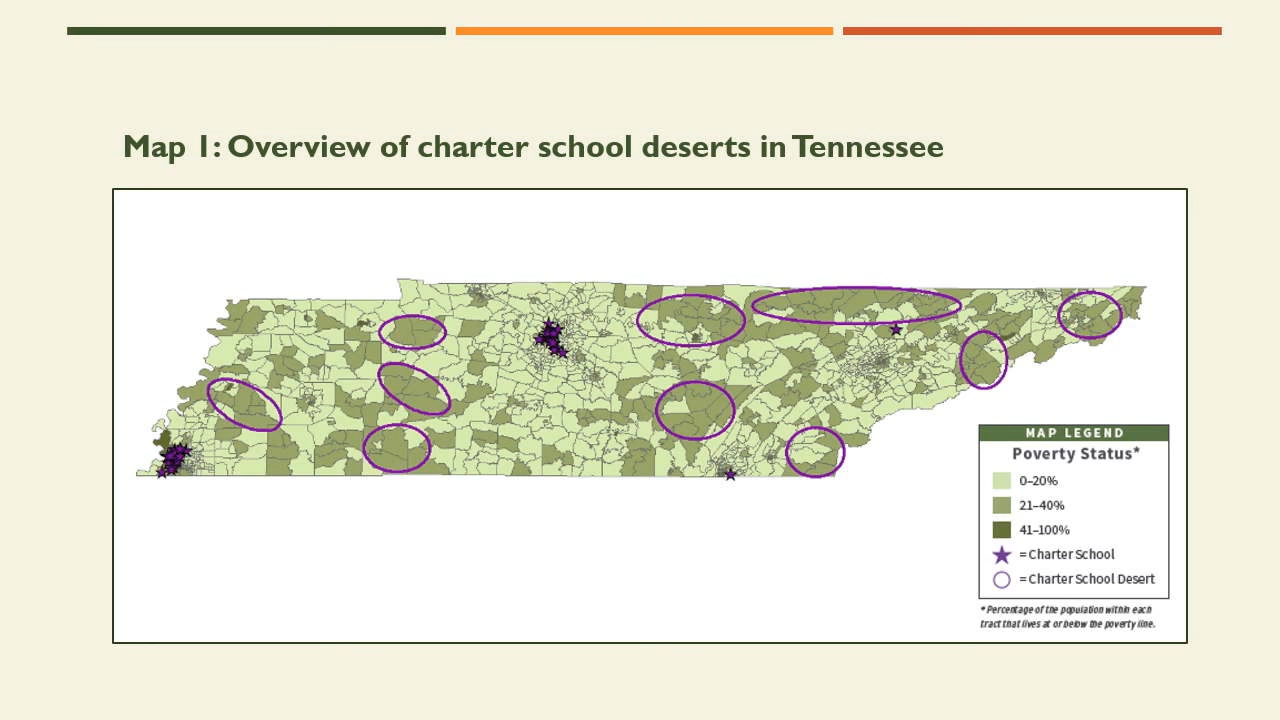 Map 1: Overview of charter school deserts in Tennessee
MAP LEGEND
Poverty Status*
0–20%
21–40%
41–100%
= Charter School
= Charter School Desert
* Percentage of the population within each
tract that lives at or below the poverty line.